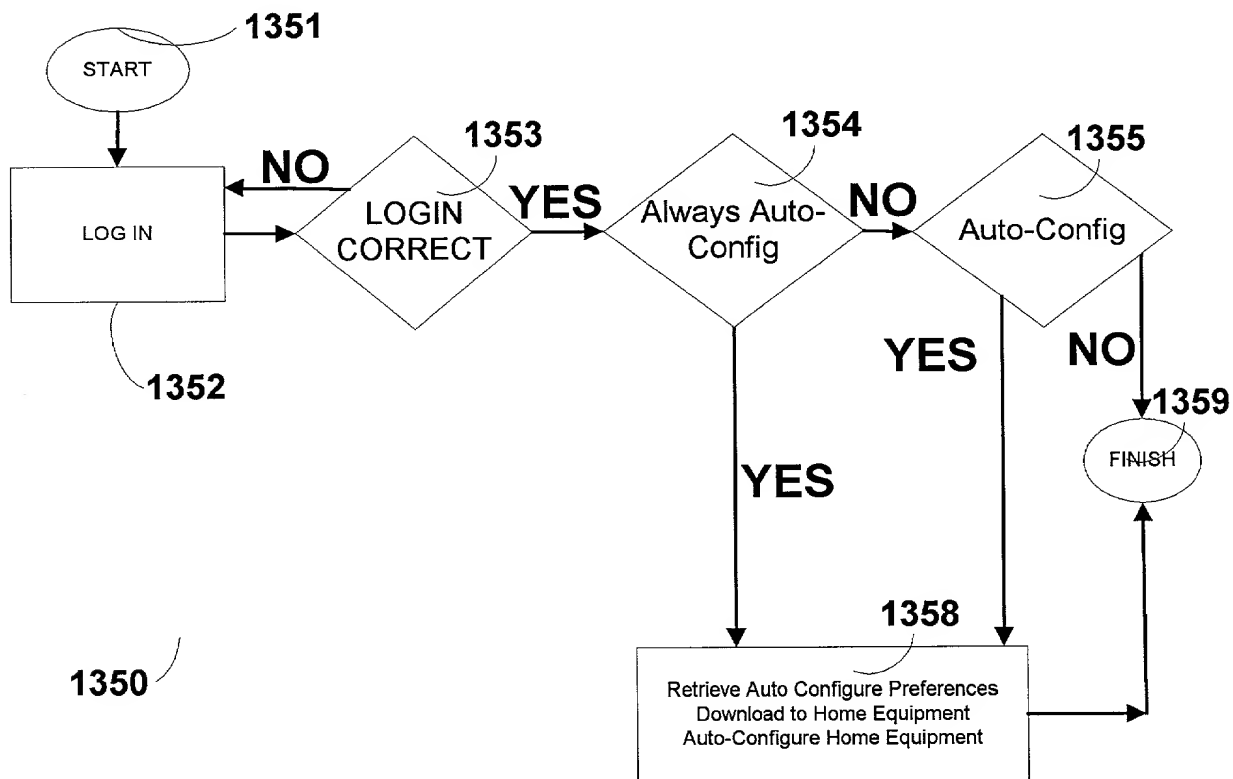 1351
START
1353
1354
1355
NO
YES
NO
LOG IN
LOGIN
CORRECT
Always Auto-
Config
Auto-Config
1352
YES
NO
1359
FINISH
YES
1358
1350
Retrieve Auto Configure Preferences
Download to Home Equipment
Auto-Configure Home Equipment